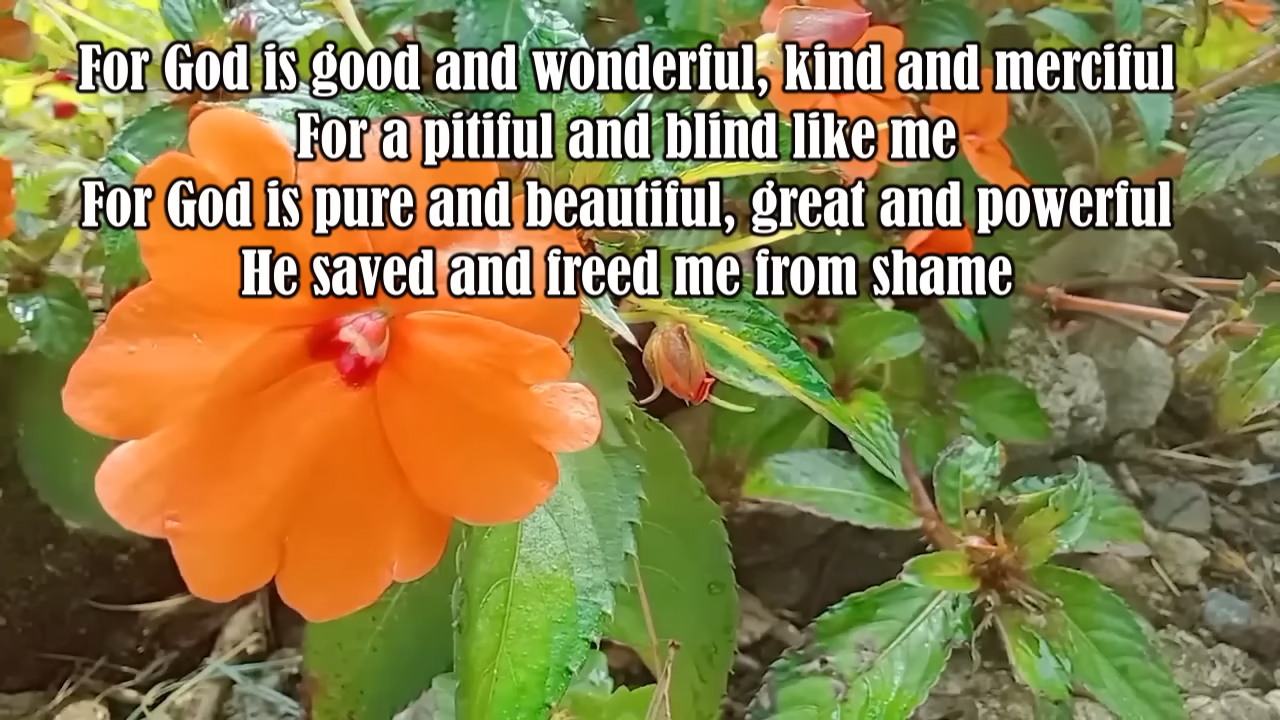 For God is good and wonderful, kind and merciful
For a pitiful and blind like me
For God is pure and beautiful, great and powerful
He saved and freed me from shame